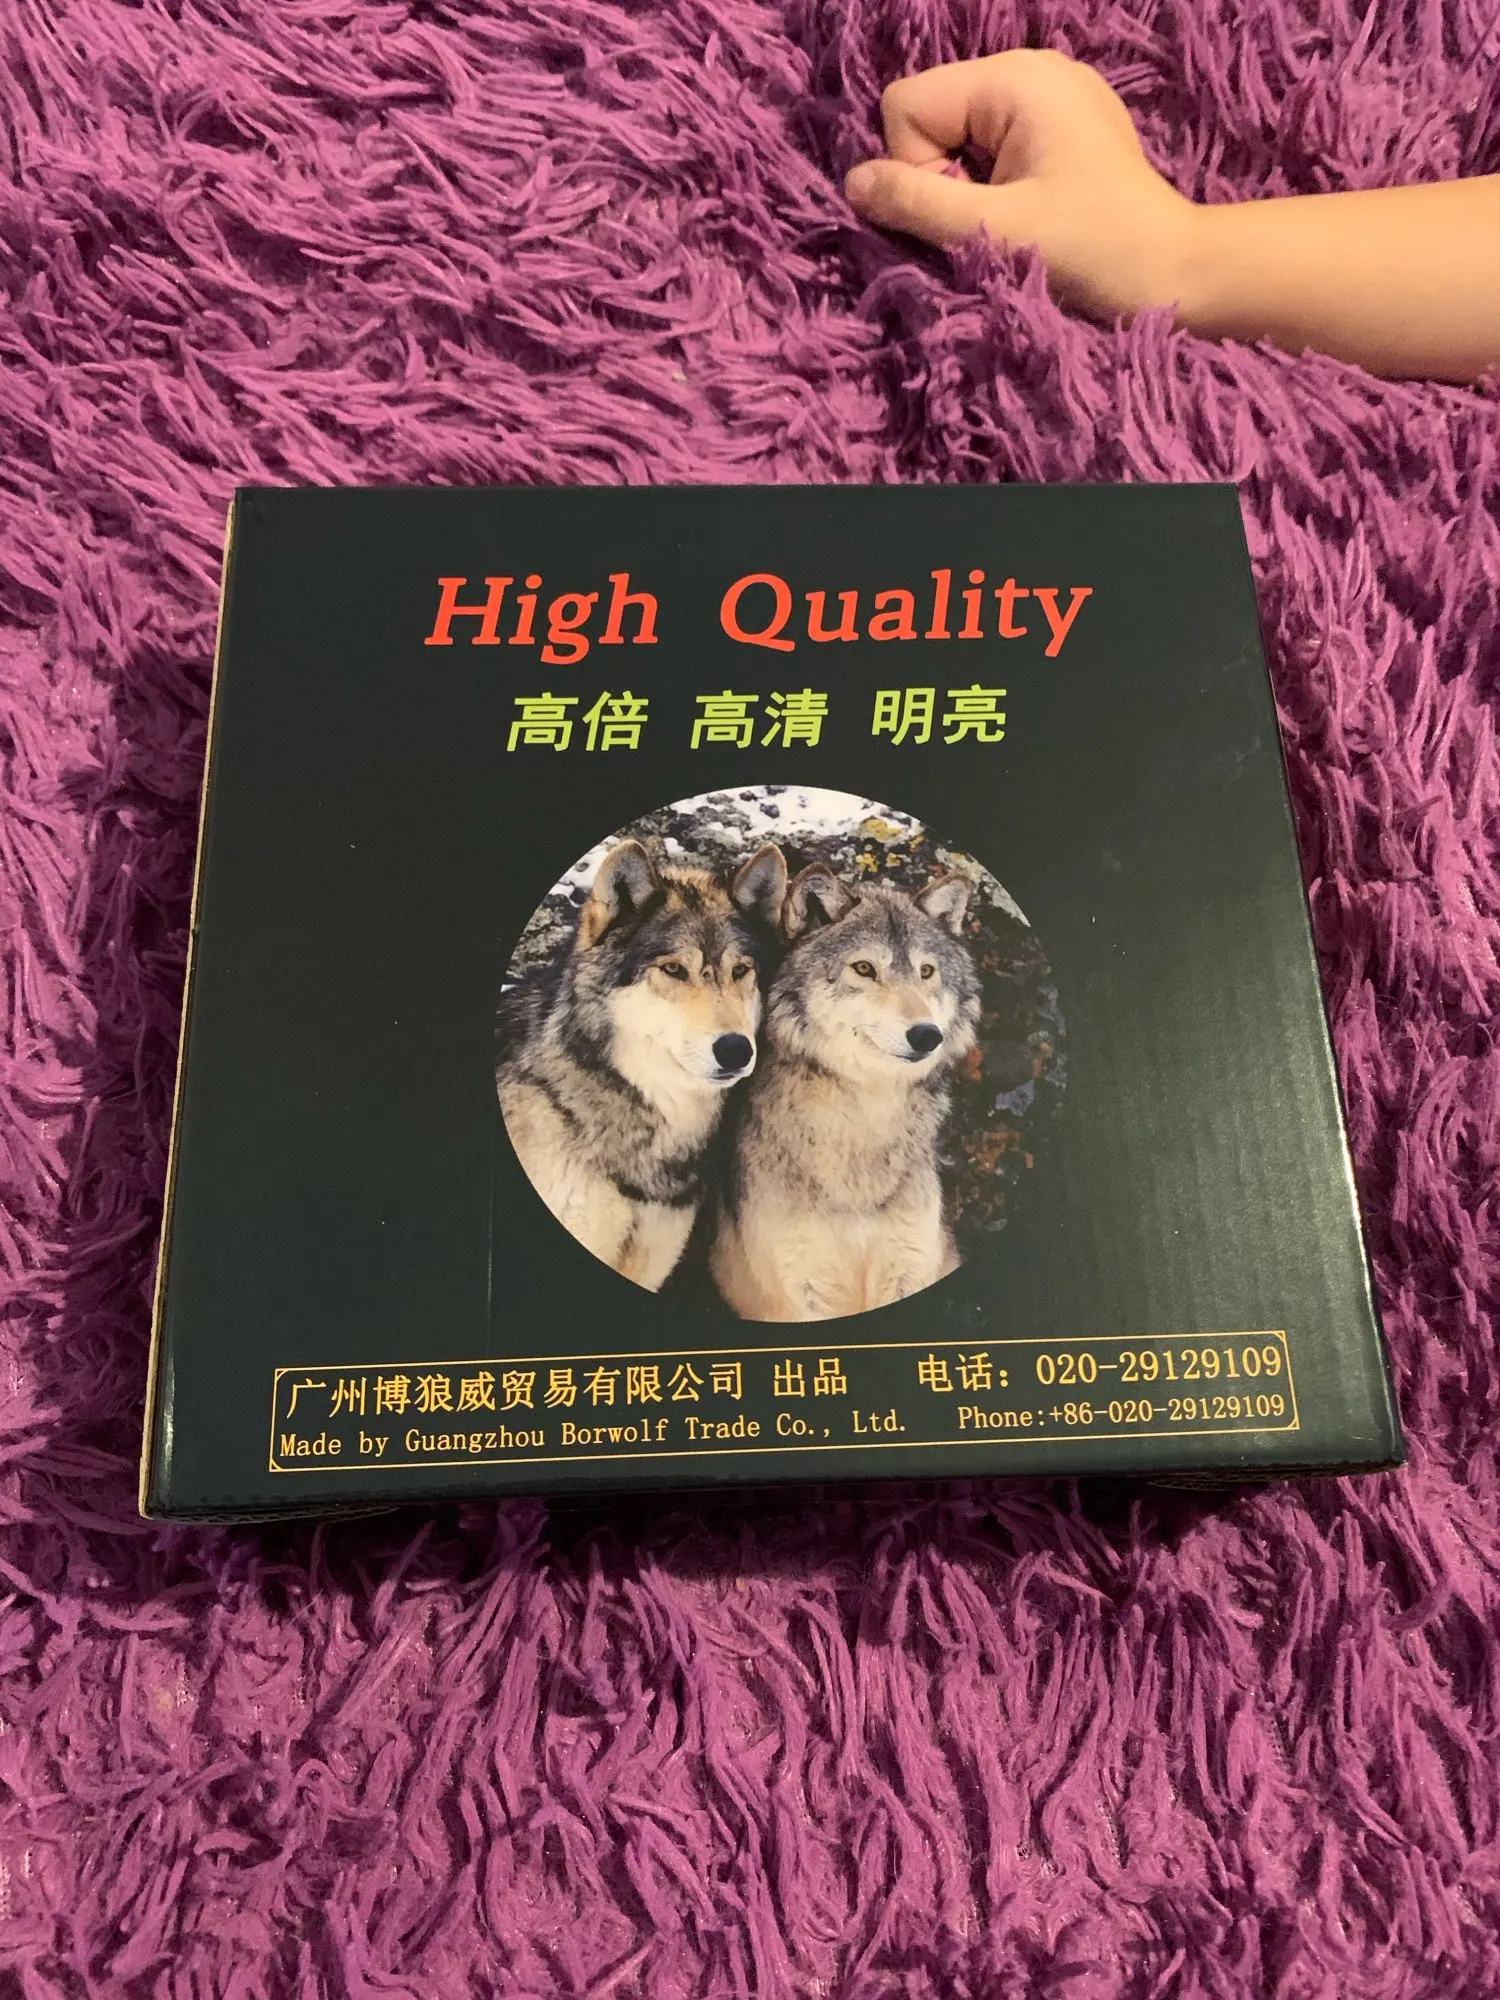 High Quality
高倍 高清 明亮
广州博狼威贸易有限公司 出品 电话：020-29129109
Made by Guangzhou Borwolf Trade Co., Ltd. Phone:+86-020-29129109